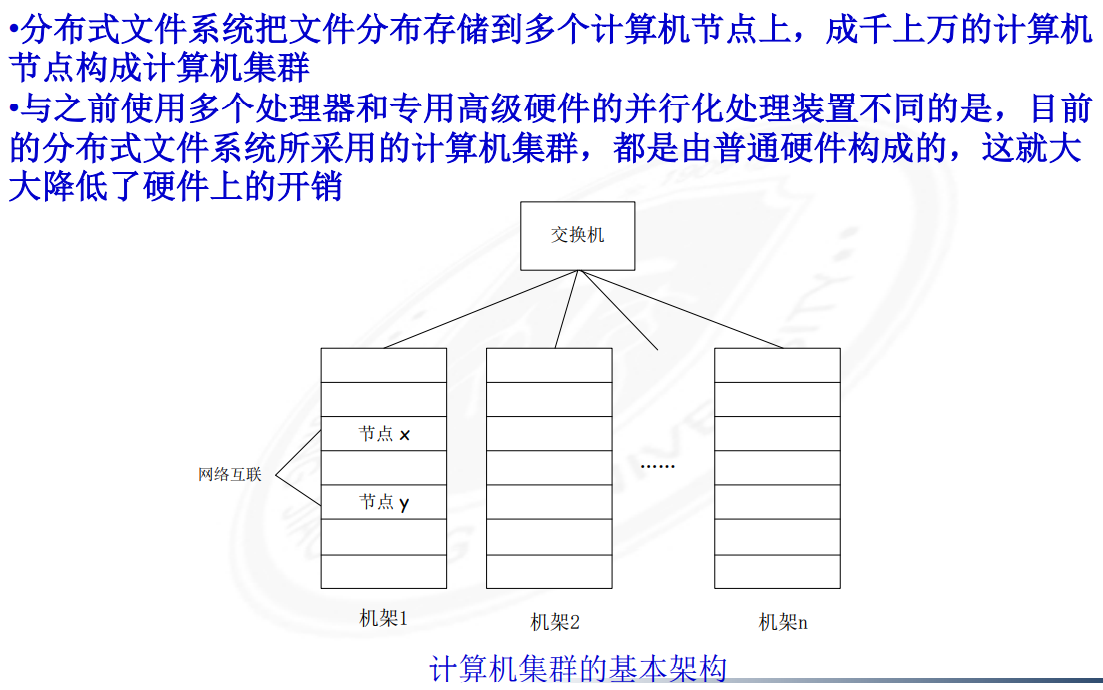 •分布式文件系统把文件分布存储到多个计算机节点上，成千上万的计算机
节点构成计算机集群
•与之前使用多个处理器和专用高级硬件的并行化处理装置不同的是，目前
的分布式文件系统所采用的计算机集群，都是由普通硬件构成的，这就大
大降低了硬件上的开销
交换机
节点 x
网络互联
……
节点 y
机架1
机架2
机架n
计算机集群的基本架构